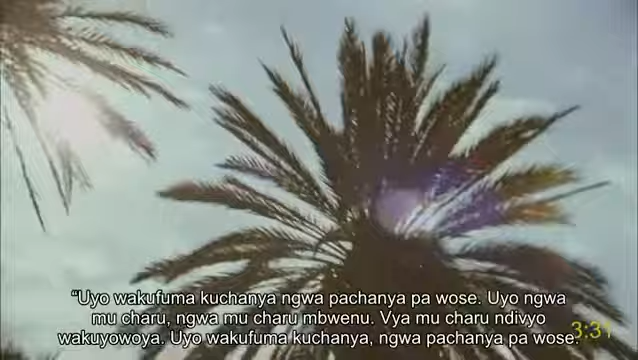 “Uyo wakufuma kuchanya ngwa pachanya pa wose. Uyo ngwa
mu charu, ngwa mu charu mbwenu. Vya mu charu ndivyo
wakuyowoya. Uyo wakufuma kuchanya, ngwa pachanya pa wose.
3:31